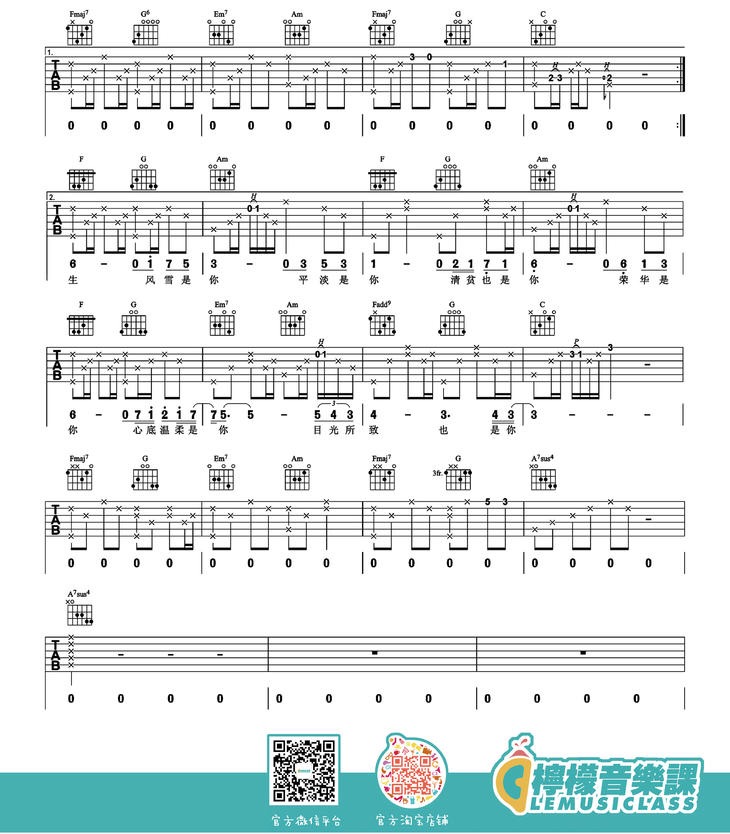 Fmaj7 G6 Em7 Am Fmaj7 G C
1.
T A B 3 0 1 H 2 3 2 –
0 0 0 0 0 0 0 0 0 0 0 0 0 0 0 0
F G Am F G Am
2.
T A B H 0 1 H 0 1
6 – 0 1 7 5 3 – 0 3 5 3 1 – 0 2 1 7 1 6 – 0 6 1 3
生 风 雪 是 你 平 淡 是 你 清 贫 也 是 你 荣 华 是
F G Em7 Am Fadd9 G C
T A B H 0 1 P 3 1 3 –
6 – 0 7 1 2 1 7 7 5· 5 – 5 4 3 4 – 3· 4 3 3 – – –
3
你 心 底 温 柔 是 你 目 光 所 致 也 是 你
Fmaj7 G Em7 Am Fmaj7 3fr. G A7sus4
T A B 5 3 –
0 0 0 0 0 0 0 0 0 0 0 0 0 0 0 0
A7sus4
T A B – – –
0 0 0 0 0 0 0 0 0 0 0 0
檸檬音樂課
LEMUSICLASS
官方微信平台 官方淘宝店铺